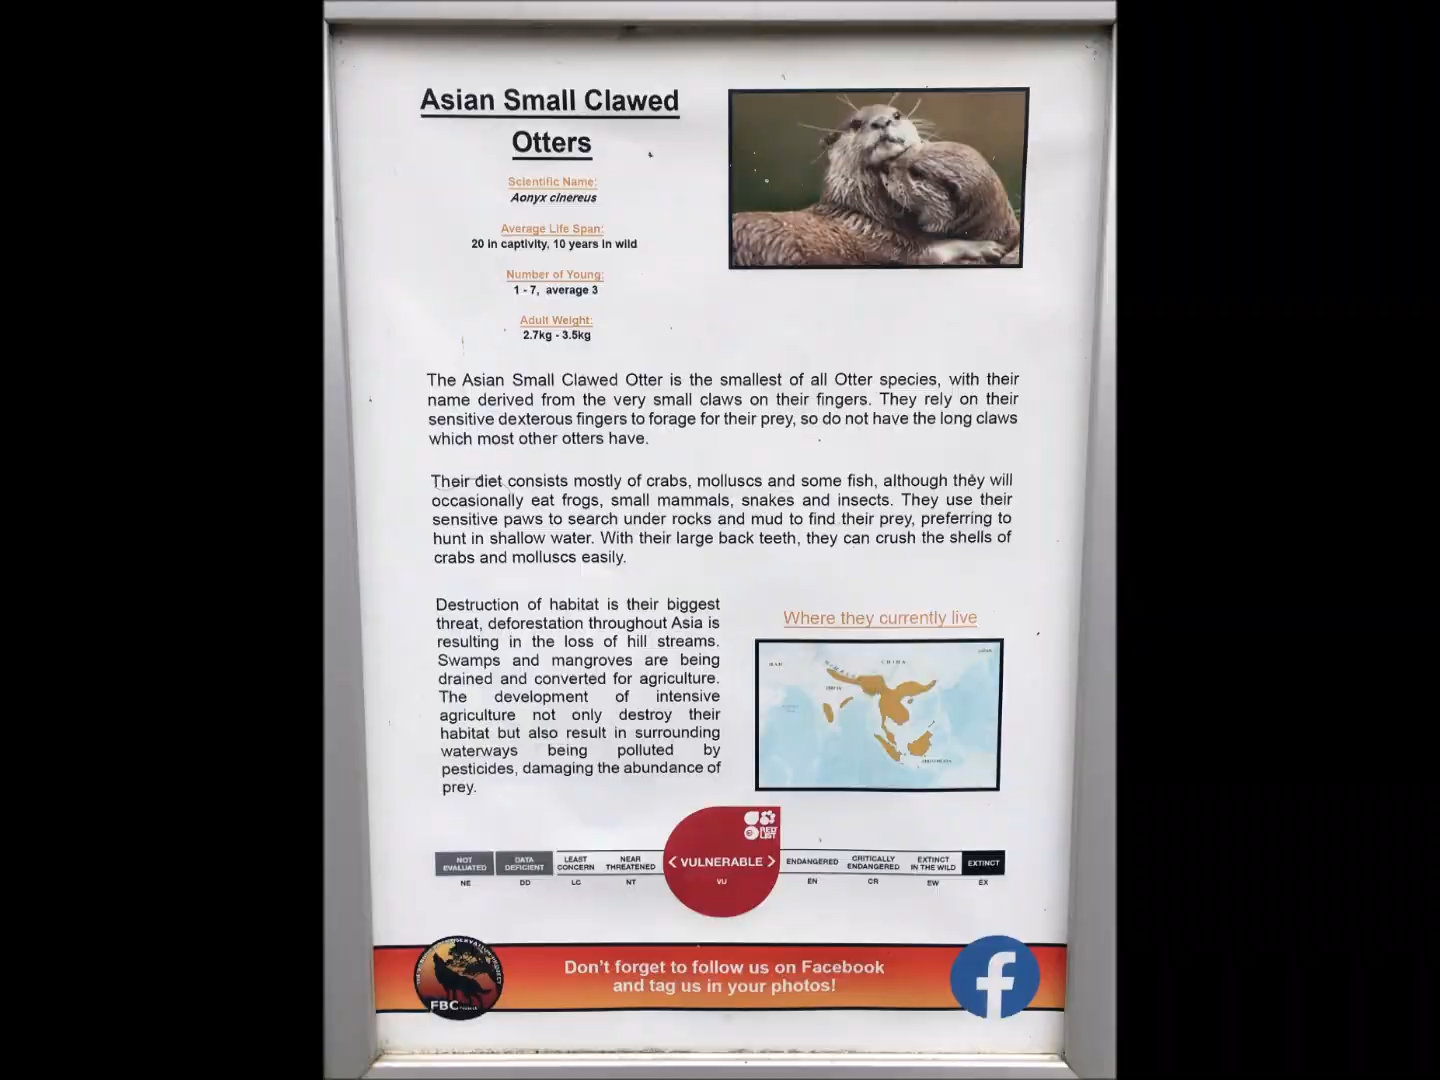 Asian Small Clawed
Otters
Scientific Name:
Aonyx cinereus
Average Life Span:
20 in captivity, 10 years in wild
Number of Young:
1 - 7, average 3
Adult Weight:
2.7kg - 3.5kg
The Asian Small Clawed Otter is the smallest of all Otter species, with their
name derived from the very small claws on their fingers. They rely on their
sensitive dexterous fingers to forage for their prey, so do not have the long claws
which most other otters have.
Their diet consists mostly of crabs, molluscs and some fish, although they will
occasionally eat frogs, small mammals, snakes and insects. They use their
sensitive paws to search under rocks and mud to find their prey, preferring to
hunt in shallow water. With their large back teeth, they can crush the shells of
crabs and molluscs easily.
Destruction of habitat is their biggest
threat, deforestation throughout Asia is
resulting in the loss of hill streams.
Swamps and mangroves are being
drained and converted for agriculture.
The development of intensive
agriculture not only destroy their
habitat but also result in surrounding
waterways being polluted by
pesticides, damaging the abundance of
prey.
Where they currently live
CHINA
RED
LIST
NOT
EVALUATED
DATA
DEFICIENT
LEAST
CONCERN
NEAR
THREATENED
< VULNERABLE >
ENDANGERED
CRITICALLY
ENDANGERED
EXTINCT
IN THE WILD
EXTINCT
NE
DD
LC
NT
VU
EN
CR
EW
EX
FBC
Don't forget to follow us on Facebook
and tag us in your photos!
f